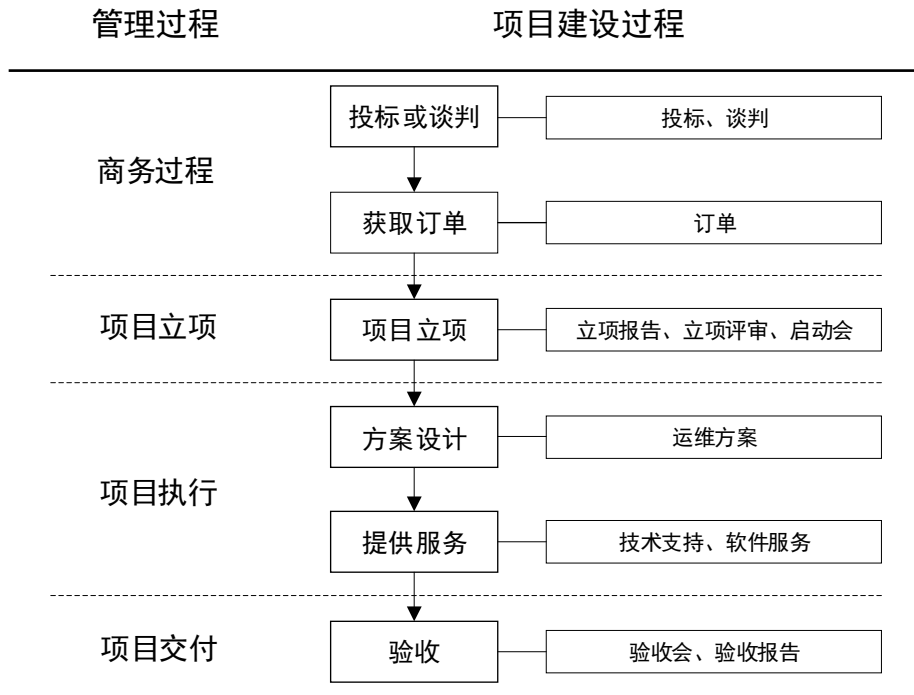 管理过程 项目建设过程
投标或谈判 投标、谈判
商务过程
获取订单 订单
项目立项 项目立项 立项报告、立项评审、启动会
方案设计 运维方案
项目执行
提供服务 技术支持、软件服务
项目交付 验收 验收会、验收报告